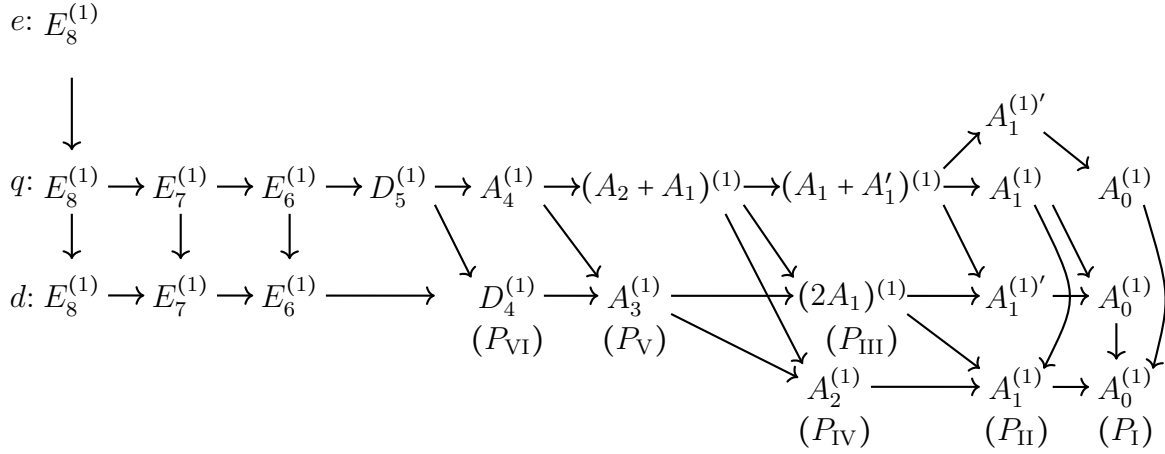 e: E_8^{(1)}
A_1^{(1)'}
q: E_8^{(1)} E_7^{(1)} E_6^{(1)} D_5^{(1)} A_4^{(1)} (A_2 + A_1)^{(1)} (A_1 + A_1')^{(1)} A_1^{(1)} A_0^{(1)}
d: E_8^{(1)} E_7^{(1)} E_6^{(1)} D_4^{(1)} A_3^{(1)} (2A_1)^{(1)} A_1^{(1)'} A_0^{(1)}
(P_{VI}) (P_V) (P_{III})
A_2^{(1)} A_1^{(1)} A_0^{(1)}
(P_{IV}) (P_{II}) (P_I)